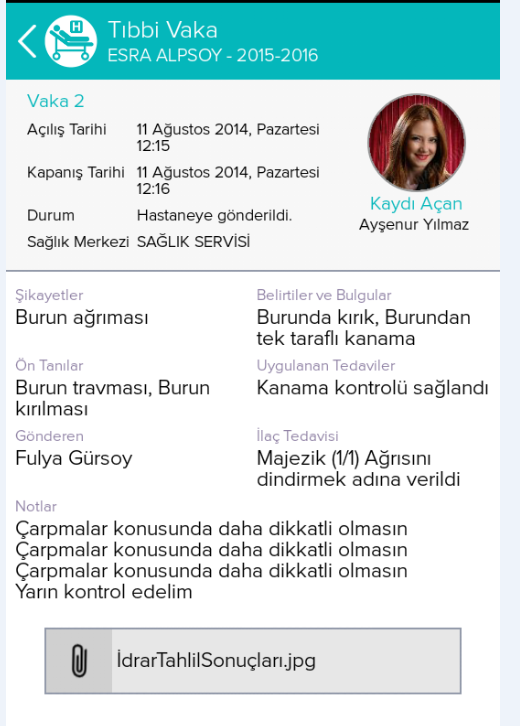 H
Tıbbi Vaka
ESRA ALPSOY - 2015-2016
Vaka 2
Açılış Tarihi 11 Ağustos 2014, Pazartesi
12:15
Kapanış Tarihi 11 Ağustos 2014, Pazartesi
12:16
Durum Hastaneye gönderildi.
Sağlık Merkezi SAĞLIK SERVİSİ
Kaydı Açan
Ayşenur Yılmaz
Şikayetler
Burun ağrıması
Belirtiler ve Bulgular
Burunda kırık, Burundan
tek taraflı kanama
Ön Tanılar
Burun travması, Burun
kırılması
Uygulanan Tedaviler
Kanama kontrolü sağlandı
Gönderen
Fulya Gürsoy
İlaç Tedavisi
Majezik (1/1) Ağrısını
dindirmek adına verildi
Notlar
Çarpmalar konusunda daha dikkatli olmasın
Çarpmalar konusunda daha dikkatli olmasın
Çarpmalar konusunda daha dikkatli olmasın
Yarın kontrol edelim
İdrarTahlilSonuçları.jpg